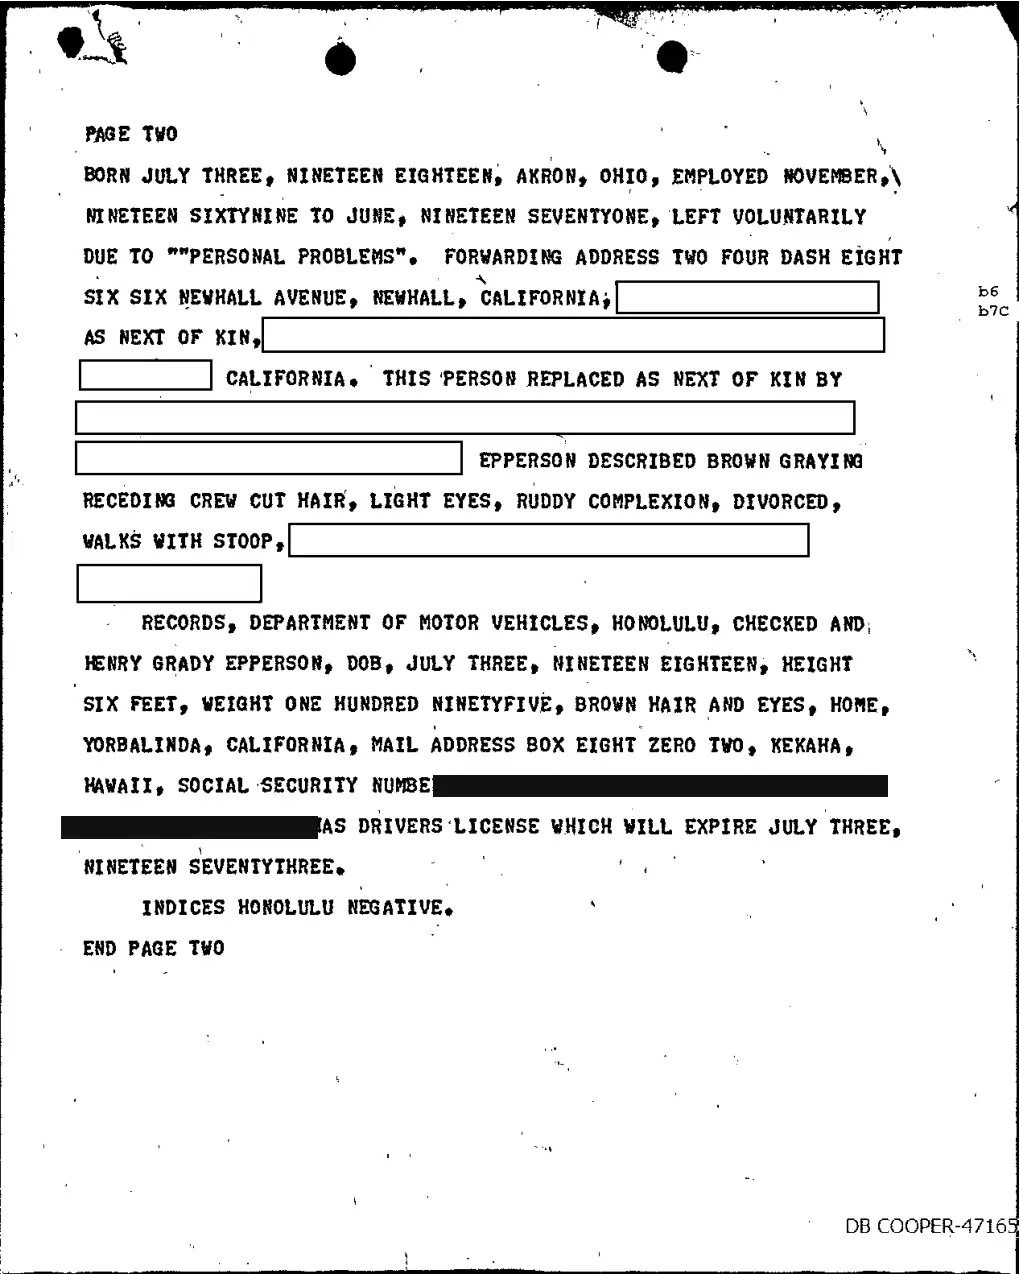 PAGE TWO
BORN JULY THREE, NINETEEN EIGHTEEN, AKRON, OHIO, EMPLOYED NOVEMBER,
NINETEEN SIXTYNINE TO JUNE, NINETEEN SEVENTYONE, LEFT VOLUNTARILY
DUE TO ""PERSONAL PROBLEMS". FORWARDING ADDRESS TWO FOUR DASH EIGHT
SIX SIX NEWHALL AVENUE, NEWHALL, CALIFORNIA;
b6
b7C
AS NEXT OF KIN,
CALIFORNIA. THIS PERSON REPLACED AS NEXT OF KIN BY
EPPERSON DESCRIBED BROWN GRAYING
RECEDING CREW CUT HAIR, LIGHT EYES, RUDDY COMPLEXION, DIVORCED,
WALKS WITH STOOP,
RECORDS, DEPARTMENT OF MOTOR VEHICLES, HONOLULU, CHECKED AND
HENRY GRADY EPPERSON, DOB, JULY THREE, NINETEEN EIGHTEEN, HEIGHT
SIX FEET, WEIGHT ONE HUNDRED NINETYFIVE, BROWN HAIR AND EYES, HOME,
YORBALINDA, CALIFORNIA, MAIL ADDRESS BOX EIGHT ZERO TWO, KEKAHA,
HAWAII, SOCIAL SECURITY NUMBE
AS DRIVERS LICENSE WHICH WILL EXPIRE JULY THREE,
NINETEEN SEVENTYTHREE.
INDICES HONOLULU NEGATIVE.
END PAGE TWO
DB COOPER-47165